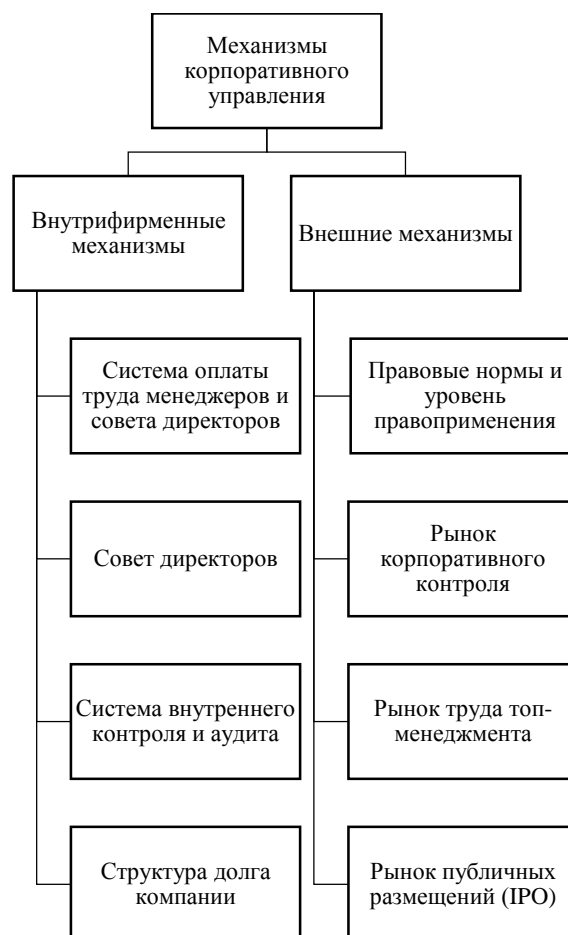 Механизмы
корпоративного
управления
Внутрифирменные
механизмы
Внешние механизмы
Система оплаты
труда менеджеров и
совета директоров
Правовые нормы и
уровень
правоприменения
Совет директоров
Рынок
корпоративного
контроля
Система внутреннего
контроля и аудита
Рынок труда топ-
менеджмента
Структура долга
компании
Рынок публичных
размещений (IPO)